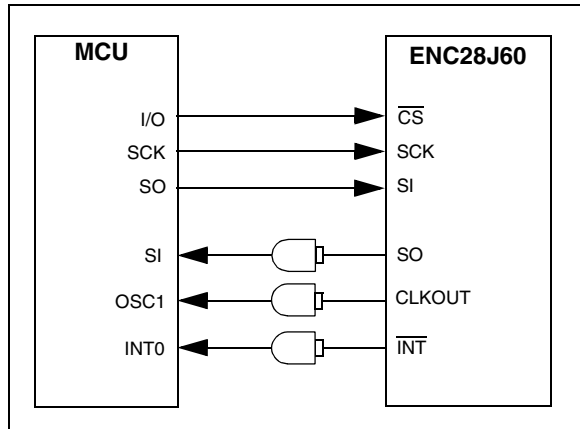 MCU
ENC28J60
I/O
CS
SCK
SCK
SO
SI
SI
SO
OSC1
CLKOUT
INT0
INT